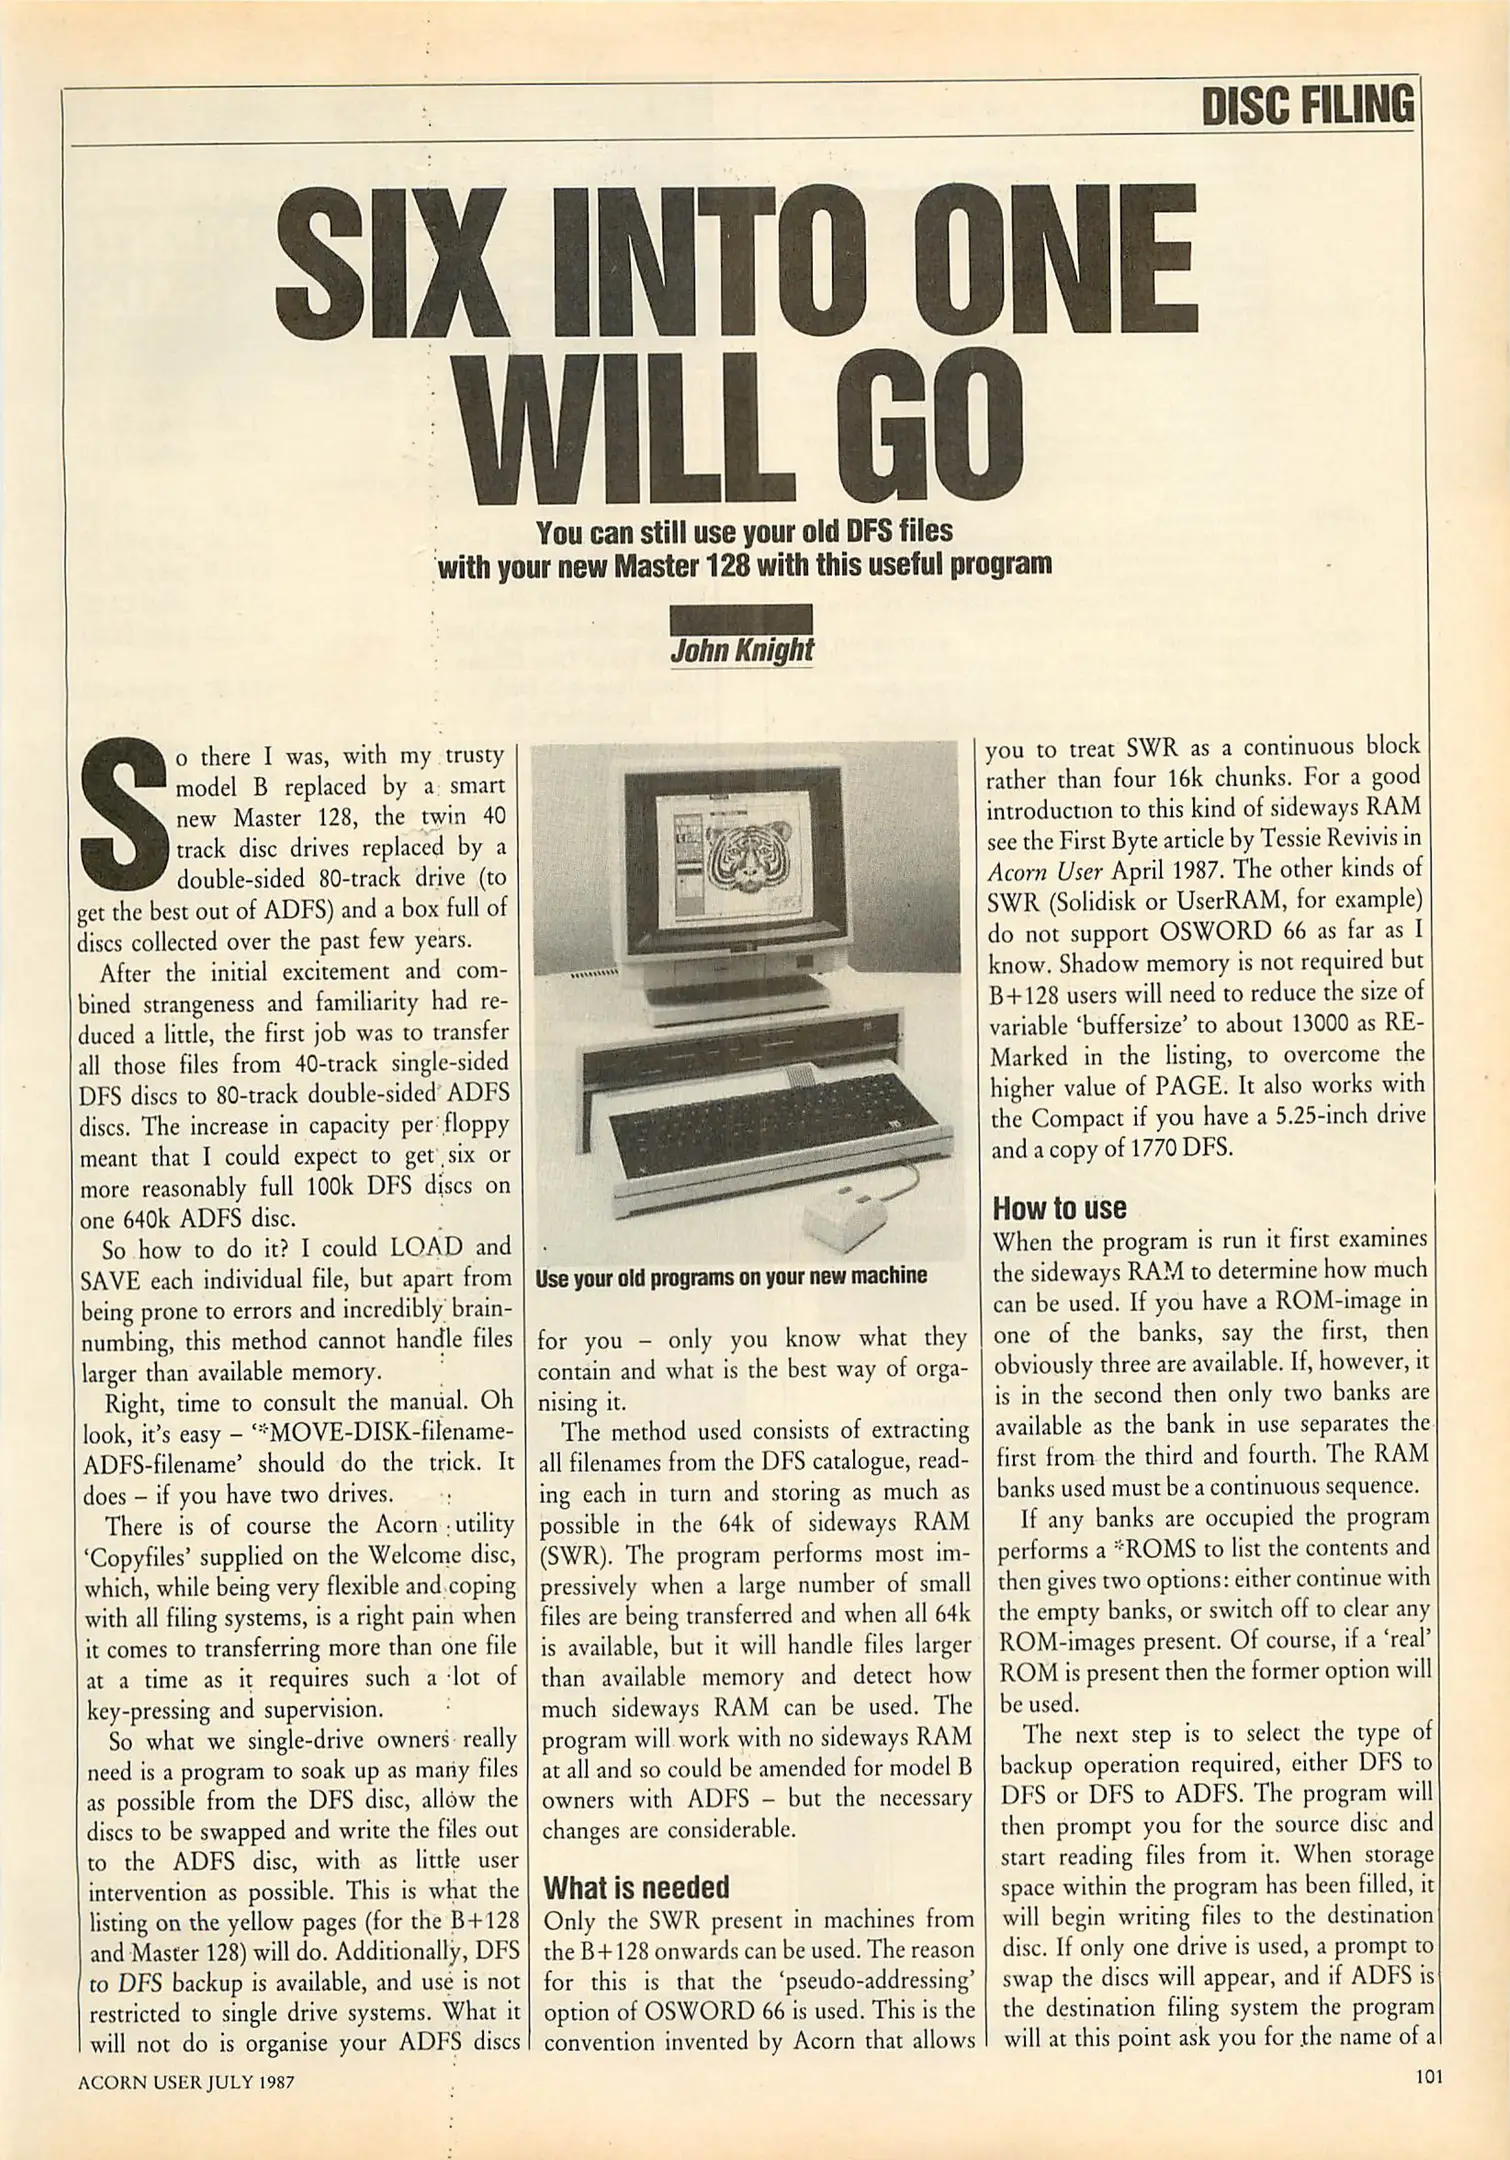 DISC FILING
SIX INTO ONE
WILL GO
You can still use your old DFS files
with your new Master 128 with this useful program
John Knight
So there I was, with my trusty
model B replaced by a smart
new Master 128, the twin 40
track disc drives replaced by a
double-sided 80-track drive (to
get the best out of ADFS) and a box full of
discs collected over the past few years.
After the initial excitement and com-
bined strangeness and familiarity had re-
duced a little, the first job was to transfer
all those files from 40-track single-sided
DFS discs to 80-track double-sided ADFS
discs. The increase in capacity per floppy
meant that I could expect to get six or
more reasonably full 100k DFS discs on
one 640k ADFS disc.
So how to do it? I could LOAD and
SAVE each individual file, but apart from
being prone to errors and incredibly brain-
numbing, this method cannot handle files
larger than available memory.
Right, time to consult the manual. Oh
look, it's easy – '*MOVE-DISK-filename-
ADFS-filename' should do the trick. It
does – if you have two drives.
There is of course the Acorn utility
'Copyfiles' supplied on the Welcome disc,
which, while being very flexible and coping
with all filing systems, is a right pain when
it comes to transferring more than one file
at a time as it requires such a lot of
key-pressing and supervision.
So what we single-drive owners really
need is a program to soak up as many files
as possible from the DFS disc, allow the
discs to be swapped and write the files out
to the ADFS disc, with as little user
intervention as possible. This is what the
listing on the yellow pages (for the B+128
and Master 128) will do. Additionally, DFS
to DFS backup is available, and use is not
restricted to single drive systems. What it
will not do is organise your ADFS discs
Use your old programs on your new machine
for you – only you know what they
contain and what is the best way of orga-
nising it.
The method used consists of extracting
all filenames from the DFS catalogue, read-
ing each in turn and storing as much as
possible in the 64k of sideways RAM
(SWR). The program performs most im-
pressively when a large number of small
files are being transferred and when all 64k
is available, but it will handle files larger
than available memory and detect how
much sideways RAM can be used. The
program will work with no sideways RAM
at all and so could be amended for model B
owners with ADFS – but the necessary
changes are considerable.
What is needed
Only the SWR present in machines from
the B+128 onwards can be used. The reason
for this is that the 'pseudo-addressing'
option of OSWORD 66 is used. This is the
convention invented by Acorn that allows
you to treat SWR as a continuous block
rather than four 16k chunks. For a good
introduction to this kind of sideways RAM
see the First Byte article by Tessie Revivis in
Acorn User April 1987. The other kinds of
SWR (Solidisk or UserRAM, for example)
do not support OSWORD 66 as far as I
know. Shadow memory is not required but
B+128 users will need to reduce the size of
variable 'buffersize' to about 13000 as RE-
Marked in the listing, to overcome the
higher value of PAGE. It also works with
the Compact if you have a 5.25-inch drive
and a copy of 1770 DFS.
How to use
When the program is run it first examines
the sideways RAM to determine how much
can be used. If you have a ROM-image in
one of the banks, say the first, then
obviously three are available. If, however, it
is in the second then only two banks are
available as the bank in use separates the
first from the third and fourth. The RAM
banks used must be a continuous sequence.
If any banks are occupied the program
performs a *ROMS to list the contents and
then gives two options: either continue with
the empty banks, or switch off to clear any
ROM-images present. Of course, if a 'real'
ROM is present then the former option will
be used.
The next step is to select the type of
backup operation required, either DFS to
DFS or DFS to ADFS. The program will
then prompt you for the source disc and
start reading files from it. When storage
space within the program has been filled, it
will begin writing files to the destination
disc. If only one drive is used, a prompt to
swap the discs will appear, and if ADFS is
the destination filing system the program
will at this point ask you for the name of a
ACORN USER JULY 1987
101